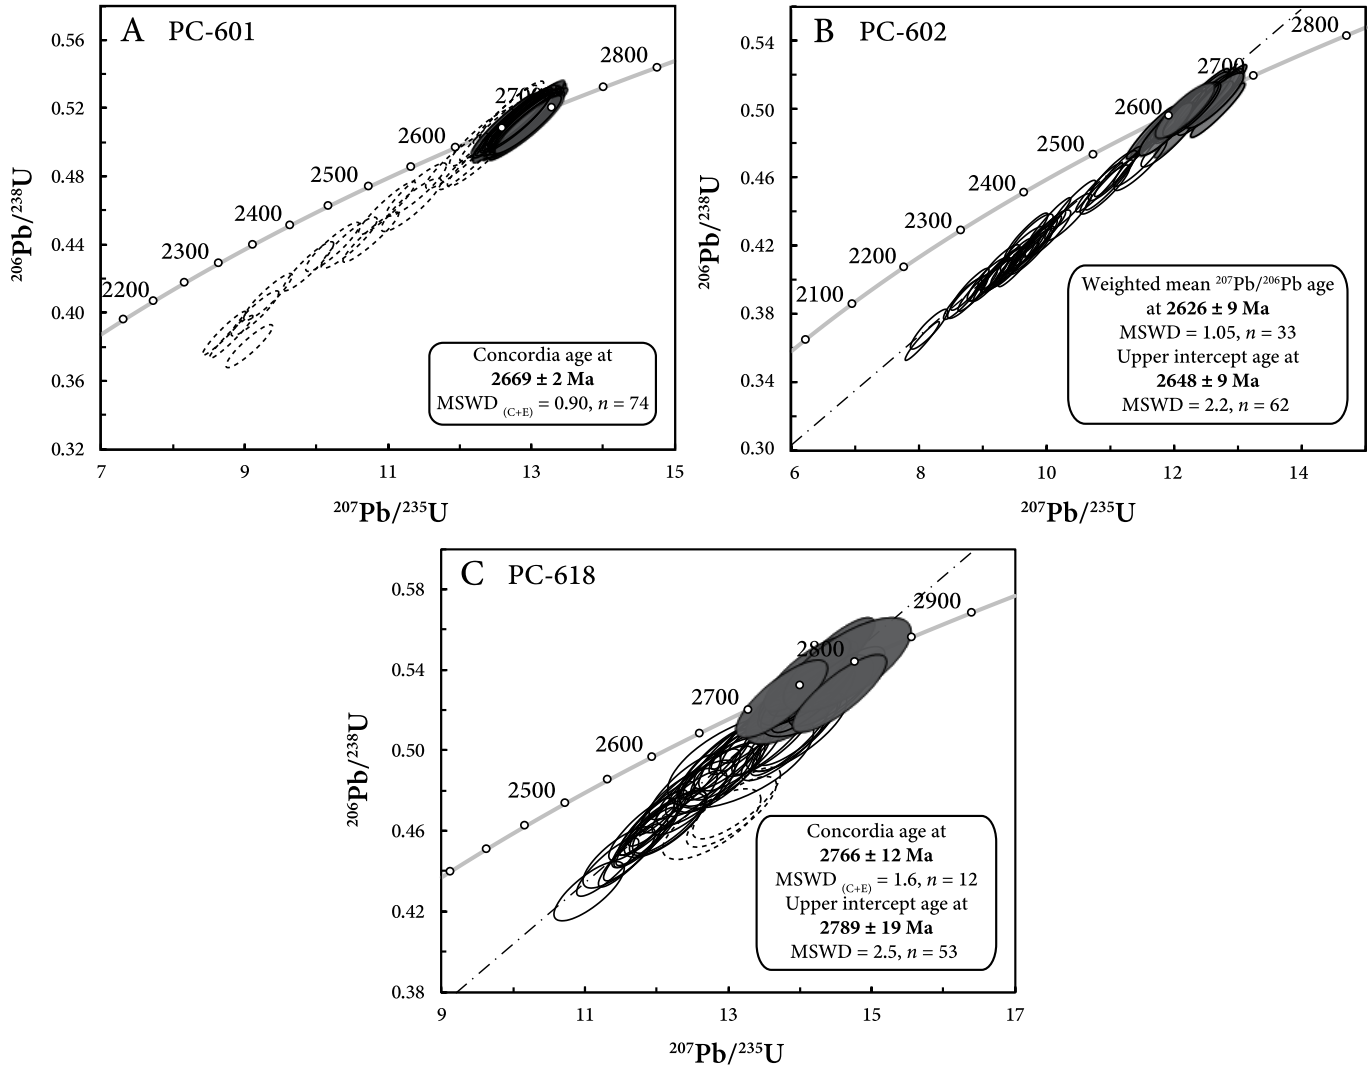 A PC-601
0.56
0.52
0.48
0.44
0.40
0.36
0.32
7 9 11 13 15
2200
2300
2400
2500
2600
2700
2800
206Pb/238U
207Pb/235U
Concordia age at
2669 ± 2 Ma
MSWD (C+E) = 0.90, n = 74
B PC-602
0.54
0.50
0.46
0.42
0.38
0.34
0.30
6 8 10 12 14
2100
2200
2300
2400
2500
2600
2700
2800
206Pb/238U
207Pb/235U
Weighted mean 207Pb/206Pb age
at 2626 ± 9 Ma
MSWD = 1.05, n = 33
Upper intercept age at
2648 ± 9 Ma
MSWD = 2.2, n = 62
C PC-618
0.58
0.54
0.50
0.46
0.42
0.38
9 11 13 15 17
2500
2600
2700
2800
2900
206Pb/238U
207Pb/235U
Concordia age at
2766 ± 12 Ma
MSWD (C+E) = 1.6, n = 12
Upper intercept age at
2789 ± 19 Ma
MSWD = 2.5, n = 53